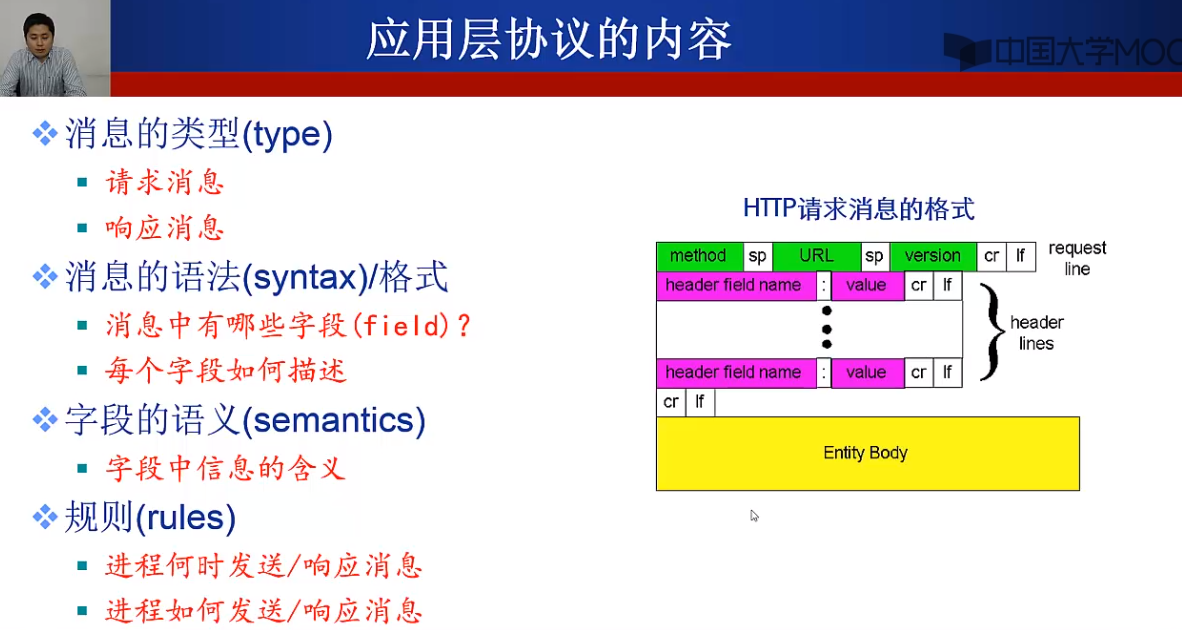 应用层协议的内容
中国大学MOO
消息的类型(type)
请求消息
响应消息
消息的语法(syntax)/格式
消息中有哪些字段(field)?
每个字段如何描述
字段的语义(semantics)
字段中信息的含义
规则(rules)
进程何时发送/响应消息
进程如何发送/响应消息
HTTP请求消息的格式
method sp URL sp version cr lf
request
line
header field name : value cr lf
header
lines
header field name : value cr lf
cr lf
Entity Body